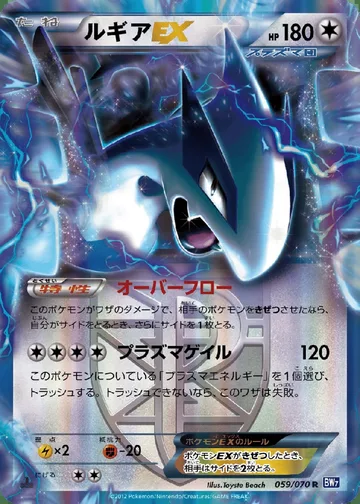 たね ルギアEX HP180
プラズマ団
とくせい
特性 オーバーフロー
このポケモンがワザのダメージで、相手のポケモンをきぜつさせたなら、
自分がサイドをとるとき、さらにサイドを1枚とる。
プラズマゲイル 120
このポケモンについている「プラズマエネルギー」を1個選び、
トラッシュする。トラッシュできないなら、このワザは失敗。
弱点 ×2 抵抗力 -20
にげる
ポケモンEXのルール
ポケモンEXがきぜつしたとき、
相手はサイドを2枚とる。
Illus.Toyste Beach BW7 059/070 R
©2012 Pokémon/Nintendo/Creatures/GAME FREAK.